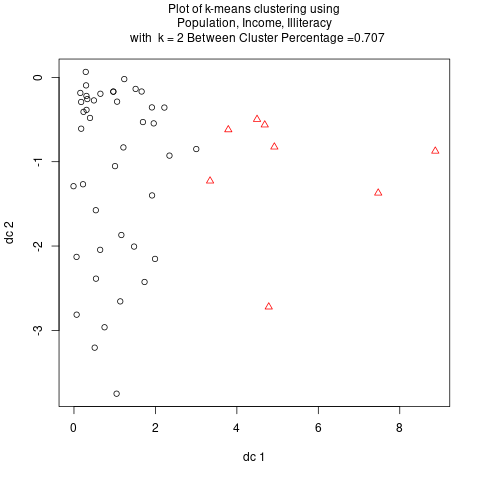 Plot of k-means clustering using
Population, Income, Illiteracy
with k = 2 Between Cluster Percentage =0.707
0
-1
-2
-3
dc 2
0 2 4 6 8
dc 1